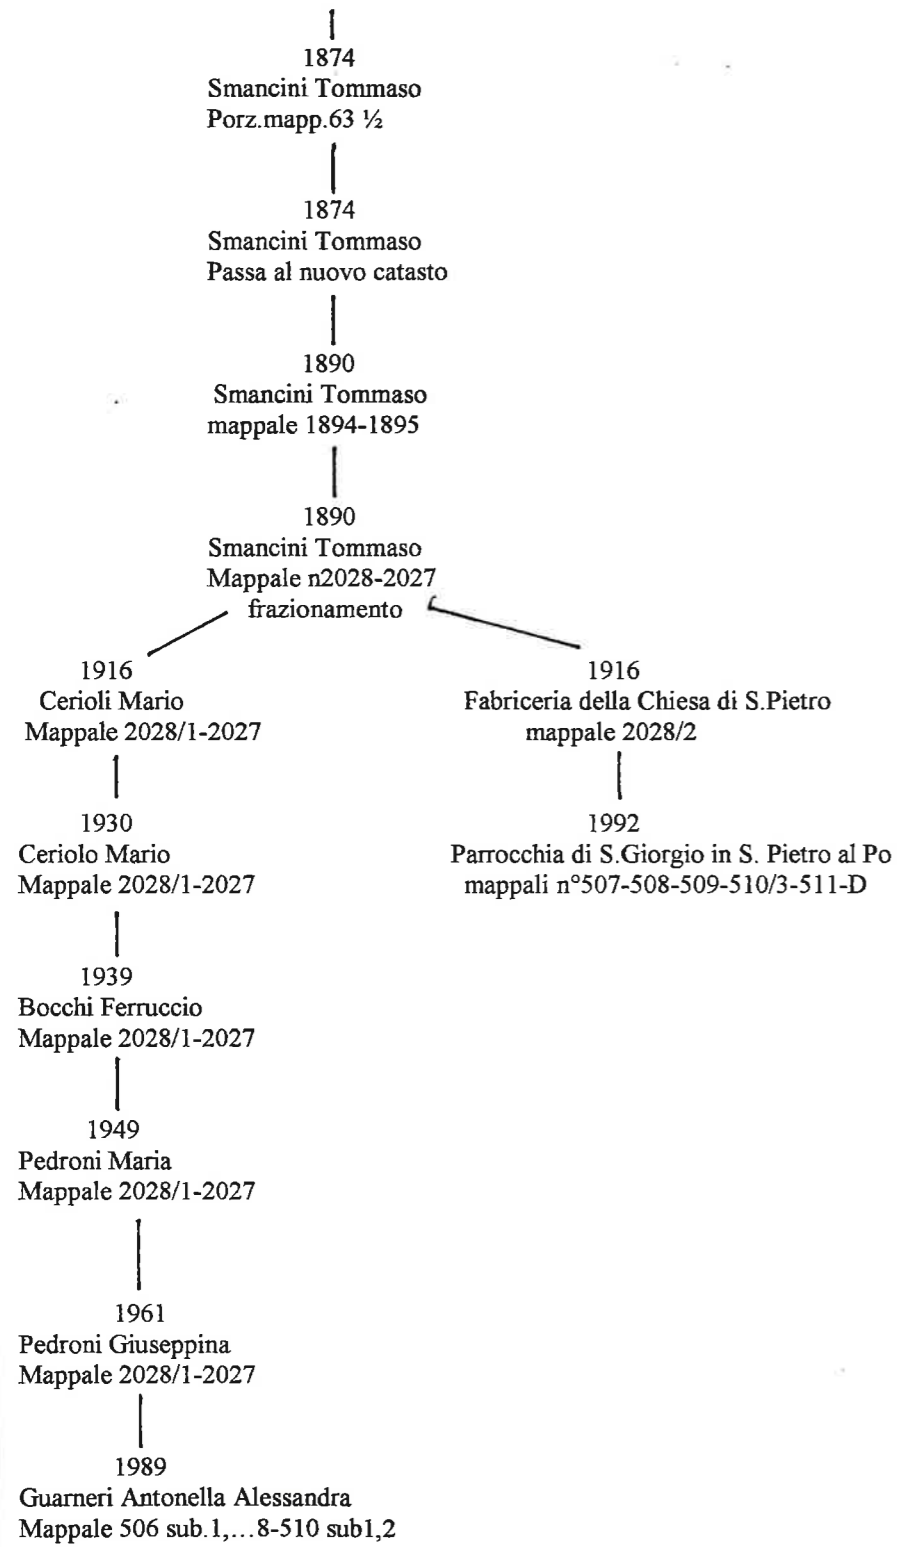 1874
Smancini Tommaso
Porz.mapp.63 ½
1874
Smancini Tommaso
Passa al nuovo catasto
1890
Smancini Tommaso
mappale 1894-1895
1890
Smancini Tommaso
Mappale n2028-2027
frazionamento
1916
Cerioli Mario
Mappale 2028/1-2027
1930
Ceriolo Mario
Mappale 2028/1-2027
1939
Bocchi Ferruccio
Mappale 2028/1-2027
1949
Pedroni Maria
Mappale 2028/1-2027
1961
Pedroni Giuseppina
Mappale 2028/1-2027
1989
Guarneri Antonella Alessandra
Mappale 506 sub.1,…8-510 sub1,2
1916
Fabriceria della Chiesa di S.Pietro
mappale 2028/2
1992
Parrocchia di S.Giorgio in S. Pietro al Po
mappali n°507-508-509-510/3-511-D